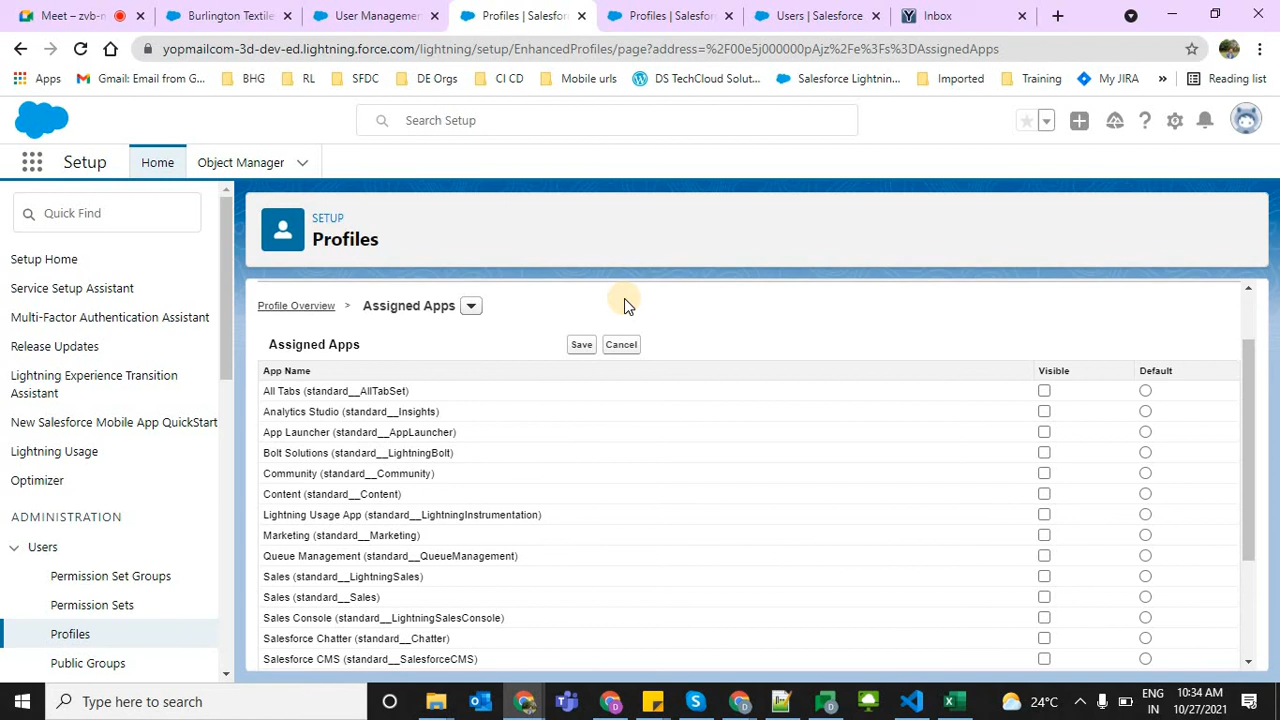 Meet – zvb-n
Burlington Textile
User Management
Profiles | Salesfor
Profiles | Salesfor
Users | Salesforce
Inbox
yopmailcom-3d-dev-ed.lightning.force.com/lightning/setup/EnhancedProfiles/page?address=%2F00e5j000000pAjz%2Fe%3Fs%3DAssignedApps
Apps
Gmail: Email from G...
BHG
RL
SFDC
DE Orgs
CI CD
Mobile urls
DS TechCloud Solut...
Salesforce Lightnin...
Imported
Training
My JIRA
»
Reading list
Search Setup
Setup
Home
Object Manager
Quick Find
SETUP
Profiles
Setup Home
Service Setup Assistant
Multi-Factor Authentication Assistant
Release Updates
Lightning Experience Transition
Assistant
New Salesforce Mobile App QuickStart
Lightning Usage
Optimizer
ADMINISTRATION
Users
Permission Set Groups
Permission Sets
Profiles
Public Groups
Profile Overview > Assigned Apps
Assigned Apps
Save
Cancel
App Name
Visible
Default
All Tabs (standard__AllTabSet)
Analytics Studio (standard__Insights)
App Launcher (standard__AppLauncher)
Bolt Solutions (standard__LightningBolt)
Community (standard__Community)
Content (standard__Content)
Lightning Usage App (standard__LightningInstrumentation)
Marketing (standard__Marketing)
Queue Management (standard__QueueManagement)
Sales (standard__LightningSales)
Sales (standard__Sales)
Sales Console (standard__LightningSalesConsole)
Salesforce Chatter (standard__Chatter)
Salesforce CMS (standard__SalesforceCMS)
Type here to search
24°C
ENG
IN
10:34 AM
10/27/2021